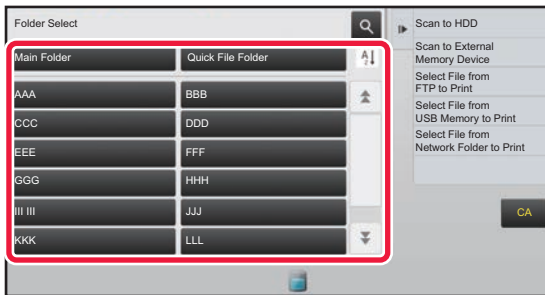 Folder Select
Main Folder
Quick File Folder
AAA
BBB
CCC
DDD
EEE
FFF
GGG
HHH
III III
JJJ
KKK
LLL
Scan to HDD
Scan to External
Memory Device
Select File from
FTP to Print
Select File from
USB Memory to Print
Select File from
Network Folder to Print
CA